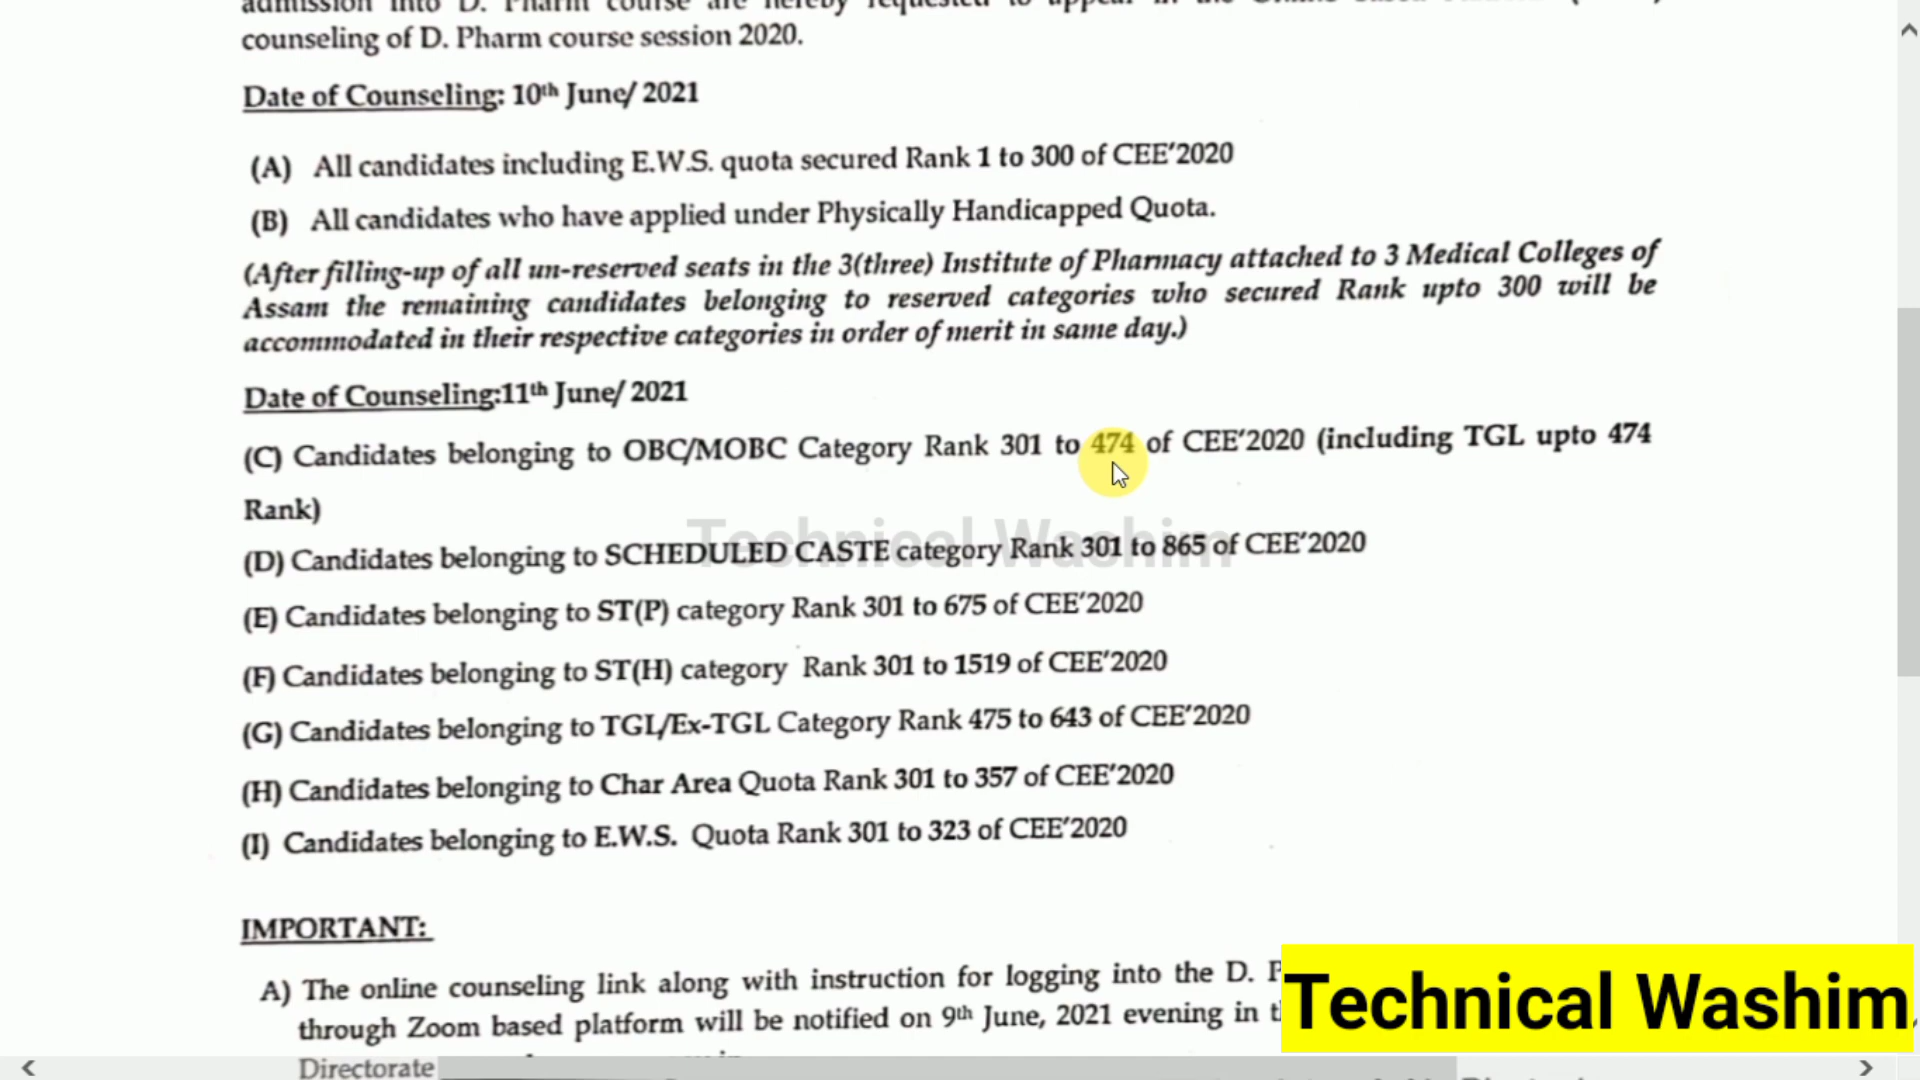 admission into D. Pharm course are hereby requested to appear in the
counseling of D. Pharm course session 2020.
Date of Counseling: 10th June/ 2021
(A) All candidates including E.W.S. quota secured Rank 1 to 300 of CEE'2020
(B) All candidates who have applied under Physically Handicapped Quota.
(After filling-up of all un-reserved seats in the 3(three) Institute of Pharmacy attached to 3 Medical Colleges of
Assam the remaining candidates belonging to reserved categories who secured Rank upto 300 will be
accommodated in their respective categories in order of merit in same day.)
Date of Counseling:11th June/ 2021
(C) Candidates belonging to OBC/MOBC Category Rank 301 to 474 of CEE'2020 (including TGL upto 474
Rank)
Technical Washim
(D) Candidates belonging to SCHEDULED CASTE category Rank 301 to 865 of CEE'2020
(E) Candidates belonging to ST(P) category Rank 301 to 675 of CEE'2020
(F) Candidates belonging to ST(H) category Rank 301 to 1519 of CEE'2020
(G) Candidates belonging to TGL/Ex-TGL Category Rank 475 to 643 of CEE'2020
(H) Candidates belonging to Char Area Quota Rank 301 to 357 of CEE'2020
(I) Candidates belonging to E.W.S. Quota Rank 301 to 323 of CEE'2020
IMPORTANT:
A) The online counseling link along with instruction for logging into the D.
through Zoom based platform will be notified on 9th June, 2021 evening in
Directorate
Technical Washim